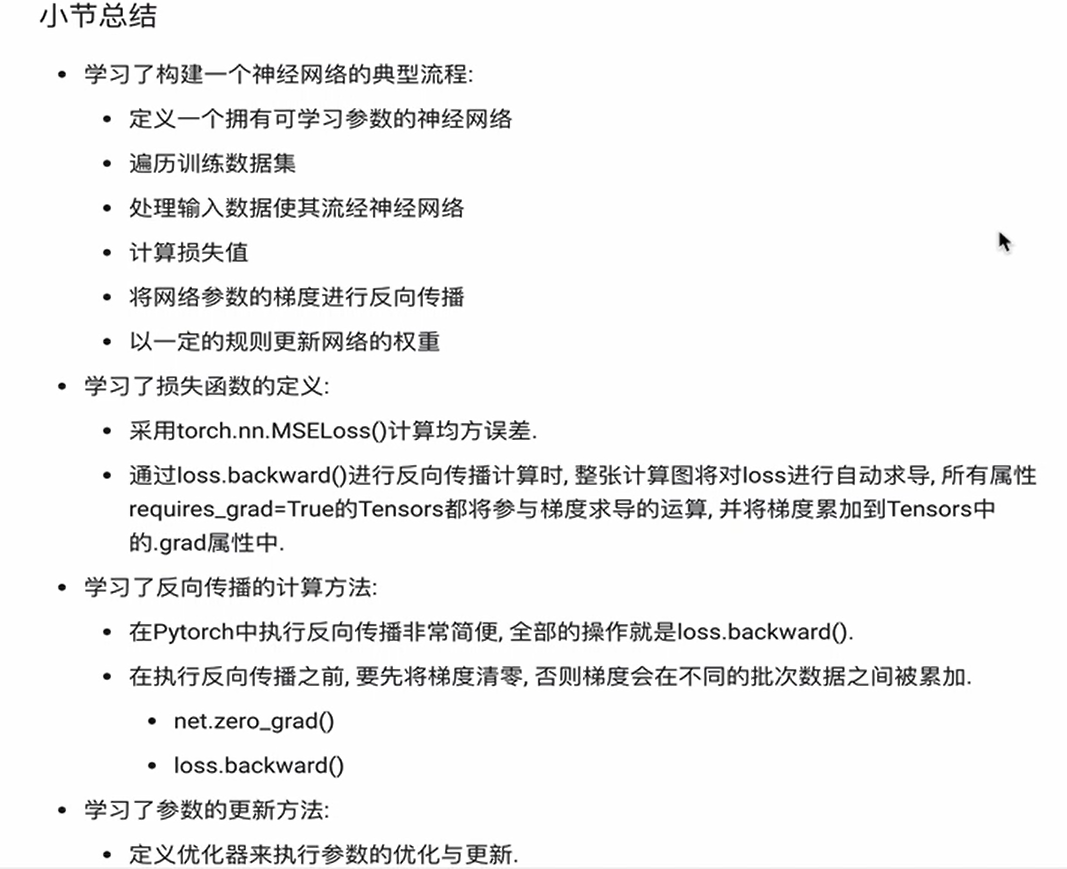 小节总结
学习了构建一个神经网络的典型流程:
定义一个拥有可学习参数的神经网络
遍历训练数据集
处理输入数据使其流经神经网络
计算损失值
将网络参数的梯度进行反向传播
以一定的规则更新网络的权重
学习了损失函数的定义:
采用torch.nn.MSELoss()计算均方误差.
通过loss.backward()进行反向传播计算时, 整张计算图将对loss进行自动求导, 所有属性
requires_grad=True的Tensors都将参与梯度求导的运算, 并将梯度累加到Tensors中
的.grad属性中.
学习了反向传播的计算方法:
在Pytorch中执行反向传播非常简便, 全部的操作就是loss.backward().
在执行反向传播之前, 要先将梯度清零, 否则梯度会在不同的批次数据之间被累加.
net.zero_grad()
loss.backward()
学习了参数的更新方法:
定义优化器来执行参数的优化与更新.